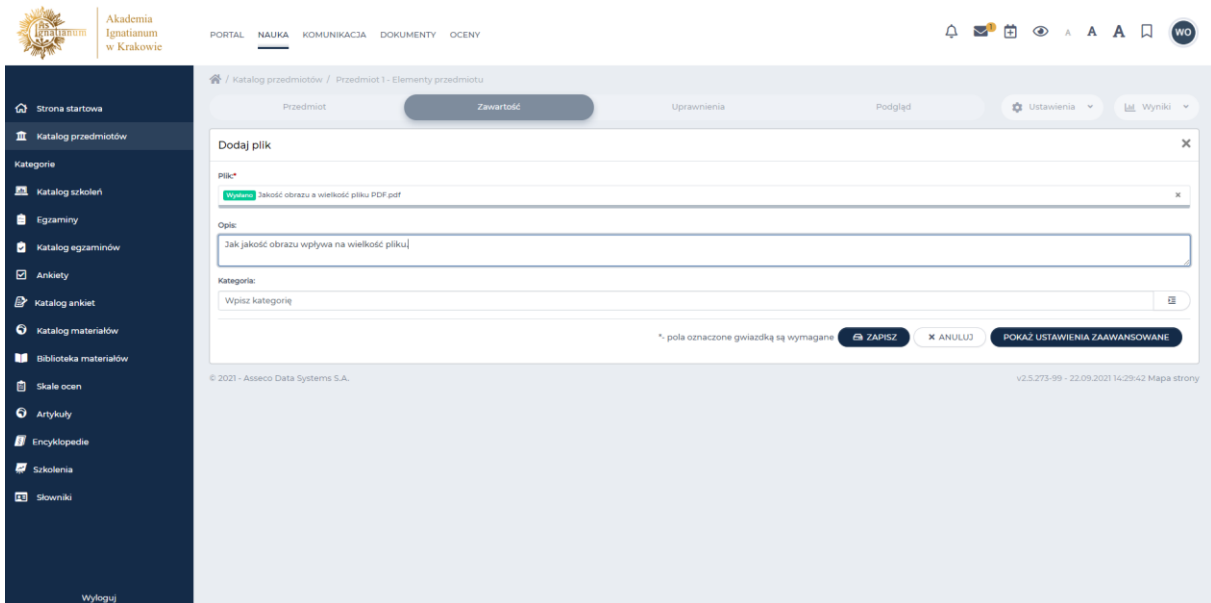 Ignatianum
Akademia
Ignatianum
w Krakowie
PORTAL NAUKA KOMUNIKACJA DOKUMENTY OCENY
1
A A A
WO
/ Katalog przedmiotów / Przedmiot 1 - Elementy przedmiotu
Przedmiot Zawartość Uprawnienia Podgląd Ustawienia Wyniki
Strona startowa
Katalog przedmiotów
Kategorie
Katalog szkoleń
Egzaminy
Katalog egzaminów
Ankiety
Katalog ankiet
Katalog materiałów
Biblioteka materiałów
Skale ocen
Artykuły
Encyklopedie
Szkolenia
Słowniki
Wyloguj
Dodaj plik
Plik:*
Wysłano Jakość obrazu a wielkość pliku PDF.pdf
Opis:
Jak jakość obrazu wpływa na wielkość pliku.
Kategoria:
Wpisz kategorię
*- pola oznaczone gwiazdką są wymagane ZAPISZ ANULUJ POKAŻ USTAWIENIA ZAAWANSOWANE
© 2021 - Asseco Data Systems S.A. v2.5.273-99 - 22.09.2021 14:29:42 Mapa strony